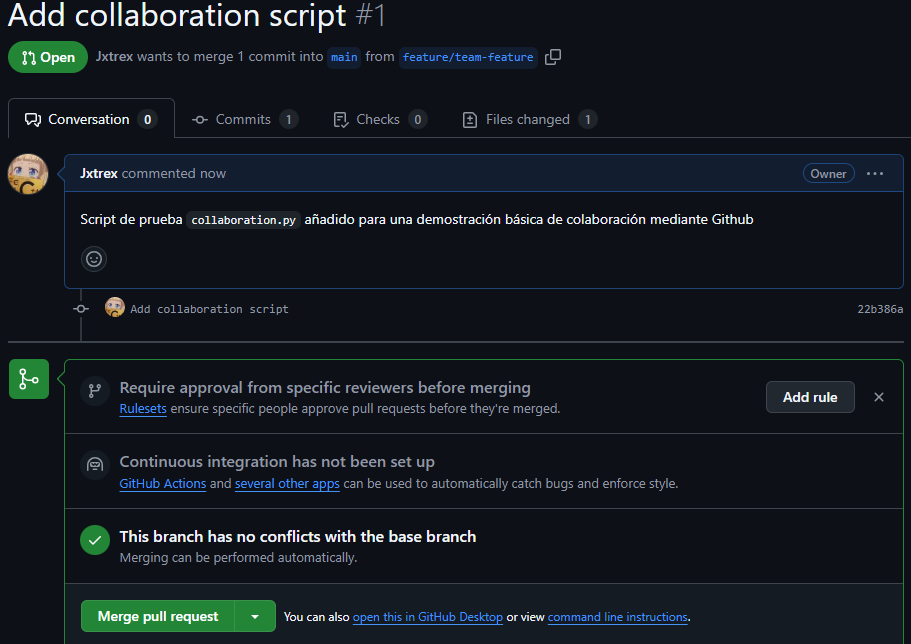 Add collaboration script #1
Open Jxtrex wants to merge 1 commit into main from feature/team-feature
Conversation 0 Commits 1 Checks 0 Files changed 1
Jxtrex commented now Owner
Script de prueba collaboration.py añadido para una demostración básica de colaboración mediante Github
Add collaboration script 22b386a
Require approval from specific reviewers before merging
Rulesets ensure specific people approve pull requests before they're merged.
Add rule
Continuous integration has not been set up
GitHub Actions and several other apps can be used to automatically catch bugs and enforce style.
This branch has no conflicts with the base branch
Merging can be performed automatically.
Merge pull request You can also open this in GitHub Desktop or view command line instructions.